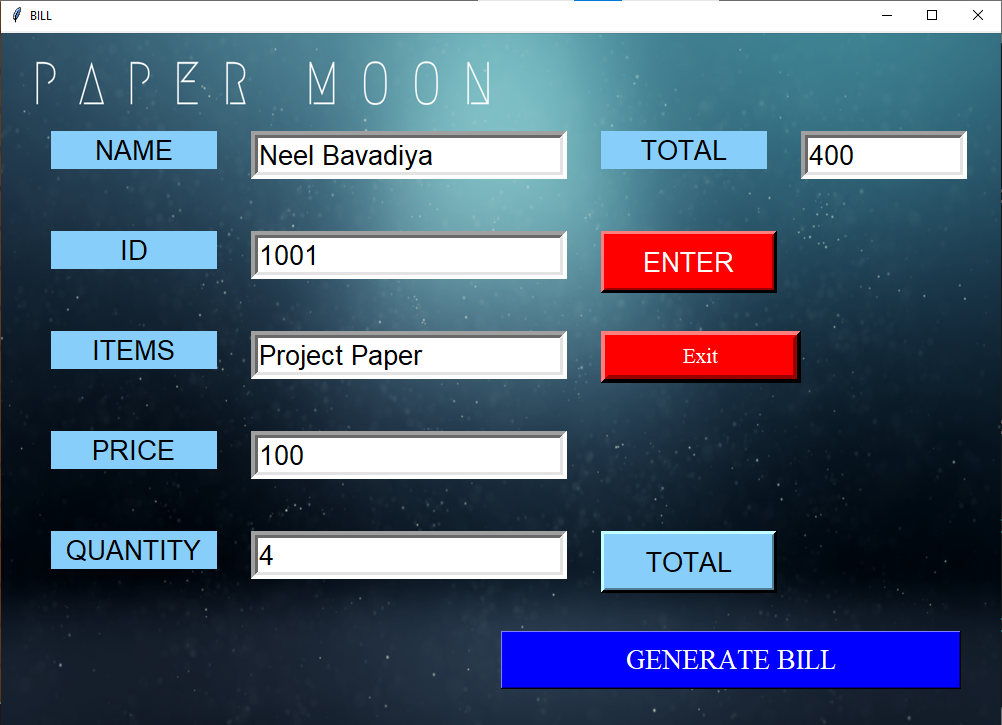 BILL
PAPER MOON
NAME Neel Bavadiya TOTAL 400
ID 1001 ENTER
ITEMS Project Paper Exit
PRICE 100
QUANTITY 4 TOTAL
GENERATE BILL